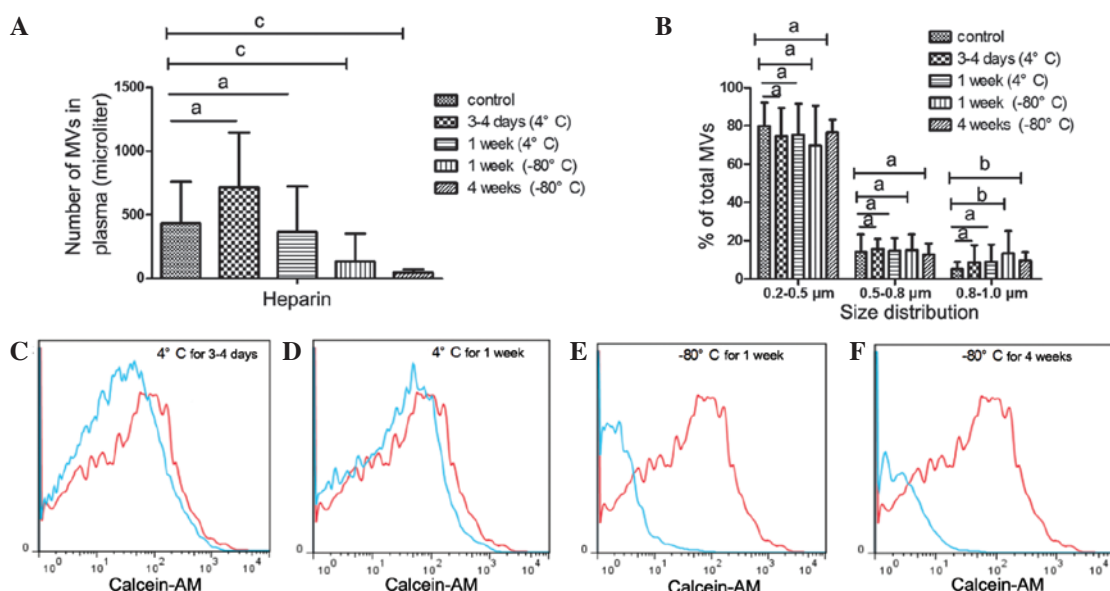 A
c
c
a
a
1500
1000
500
0
Number of MVs in
plasma (microliter)
Heparin
control
3-4 days (4° C)
1 week (4° C)
1 week (-80° C)
4 weeks (-80° C)
B
a
a
a
a
100
80
60
40
20
0
% of total MVs
a
a
a
b
b
a
a
0.2-0.5 µm
0.5-0.8 µm
0.8-1.0 µm
Size distribution
control
3-4 days (4° C)
1 week (4° C)
1 week (-80° C)
4 weeks (-80° C)
C
4° C for 3-4 days
0
10⁰ 10¹ 10² 10³ 10⁴
Calcein-AM
D
4° C for 1 week
0
10⁰ 10¹ 10² 10³ 10⁴
Calcein-AM
E
-80° C for 1 week
0
10⁰ 10¹ 10² 10³ 10⁴
Calcein-AM
F
-80° C for 4 weeks
0
10⁰ 10¹ 10² 10³ 10⁴
Calcein-AM